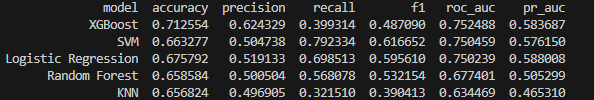 model accuracy precision recall f1 roc_auc pr_auc
XGBoost 0.712554 0.624329 0.399314 0.487090 0.752488 0.583687
SVM 0.663277 0.504738 0.792334 0.616652 0.750459 0.576150
Logistic Regression 0.675792 0.519133 0.698513 0.595610 0.750239 0.588008
Random Forest 0.658584 0.500504 0.568078 0.532154 0.677401 0.505299
KNN 0.656824 0.496905 0.321510 0.390413 0.634469 0.465310